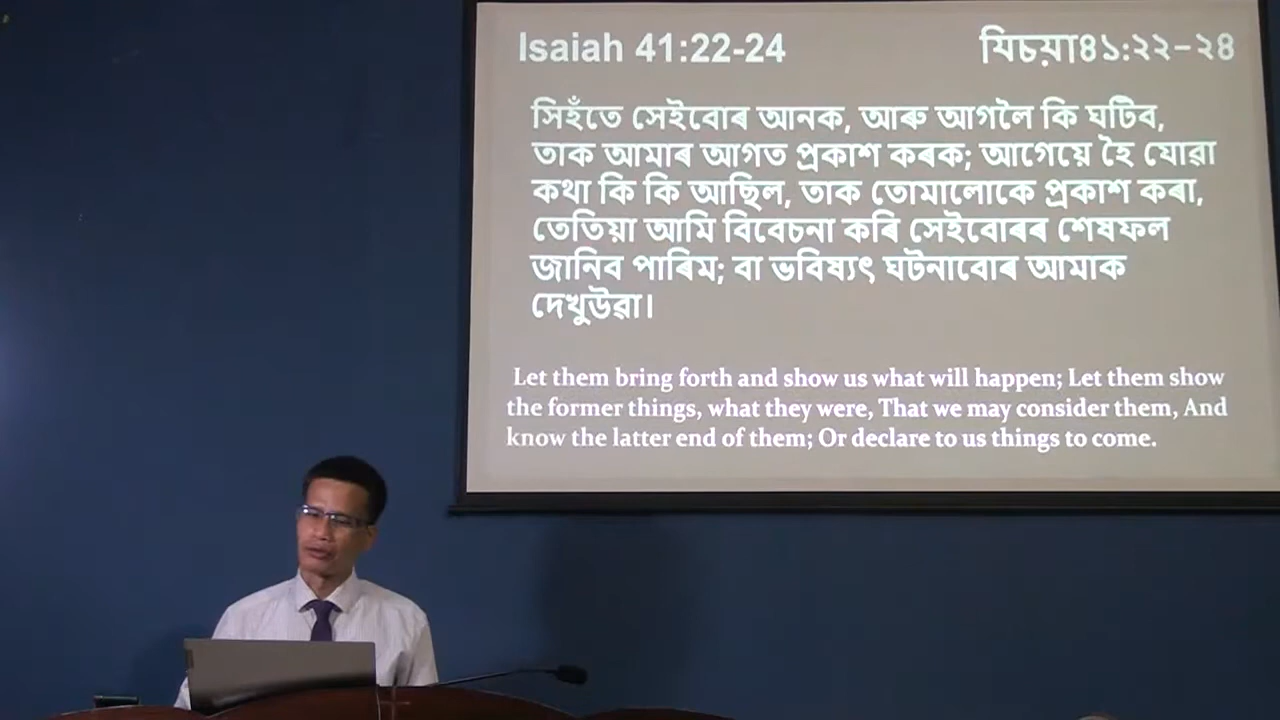 Isaiah 41:22-24 যিচয়া৪১:২২-২৪
সিহঁতে সেইবোৰ আনক, আৰু আগলৈ কি ঘটিব,
তাক আমাৰ আগত প্ৰকাশ কৰক; আগেয়ে হৈ যোৱা
কথা কি কি আছিল, তাক তোমালোকে প্ৰকাশ কৰা,
তেতিয়া আমি বিবেচনা কৰি সেইবোৰৰ শেষফল
জানিব পাৰিম; বা ভবিষ্যৎ ঘটনাবোৰ আমাক
দেখুউৱা।
Let them bring forth and show us what will happen; Let them show
the former things, what they were, That we may consider them, And
know the latter end of them; Or declare to us things to come.